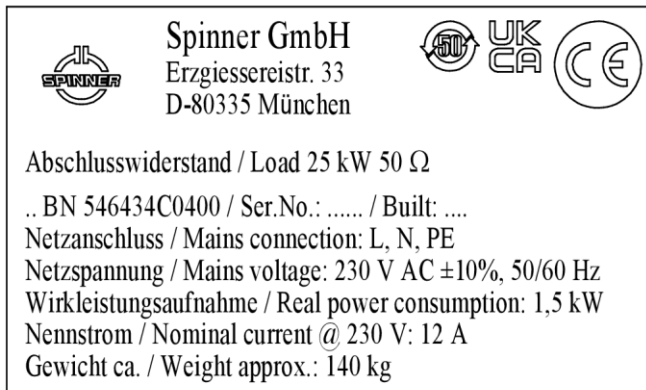 SPINNER
Spinner GmbH
Erzgiessereistr. 33
D-80335 München
50
UK
CA
CE
Abschlusswiderstand / Load 25 kW 50 Ω
.. BN 546434C0400 / Ser.No.: ...... / Built: ....
Netzanschluss / Mains connection: L, N, PE
Netzspannung / Mains voltage: 230 V AC ±10%, 50/60 Hz
Wirkleistungsaufnahme / Real power consumption: 1,5 kW
Nennstrom / Nominal current @ 230 V: 12 A
Gewicht ca. / Weight approx.: 140 kg